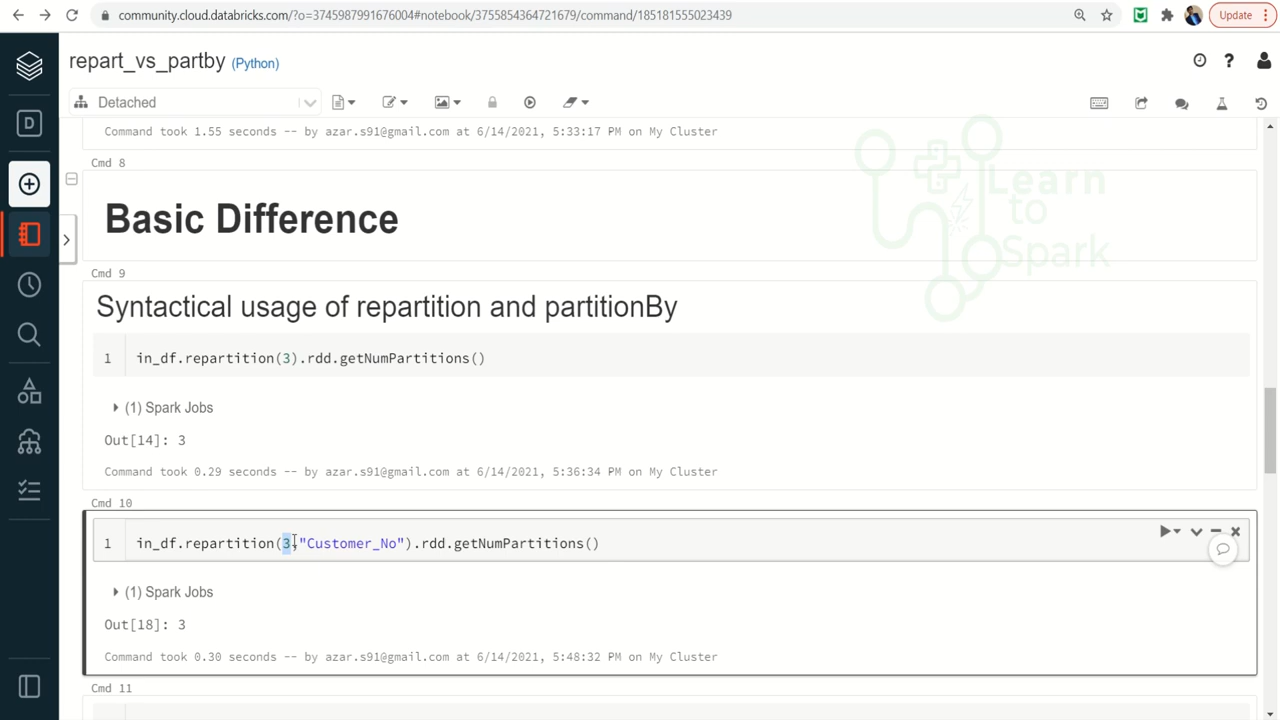 community.cloud.databricks.com/?o=3745987991676004#notebook/3755854364721679/command/185181555023439
Update
repart_vs_partby (Python)
D
Detached
Command took 1.55 seconds -- by azar.s91@gmail.com at 6/14/2021, 5:33:17 PM on My Cluster
Cmd 8
Learn
to
Spark
Basic Difference
Cmd 9
Syntactical usage of repartition and partitionBy
1 in_df.repartition(3).rdd.getNumPartitions()
(1) Spark Jobs
Out[14]: 3
Command took 0.29 seconds -- by azar.s91@gmail.com at 6/14/2021, 5:36:34 PM on My Cluster
Cmd 10
1 in_df.repartition(3,"Customer_No").rdd.getNumPartitions()
(1) Spark Jobs
Out[18]: 3
Command took 0.30 seconds -- by azar.s91@gmail.com at 6/14/2021, 5:48:32 PM on My Cluster
Cmd 11